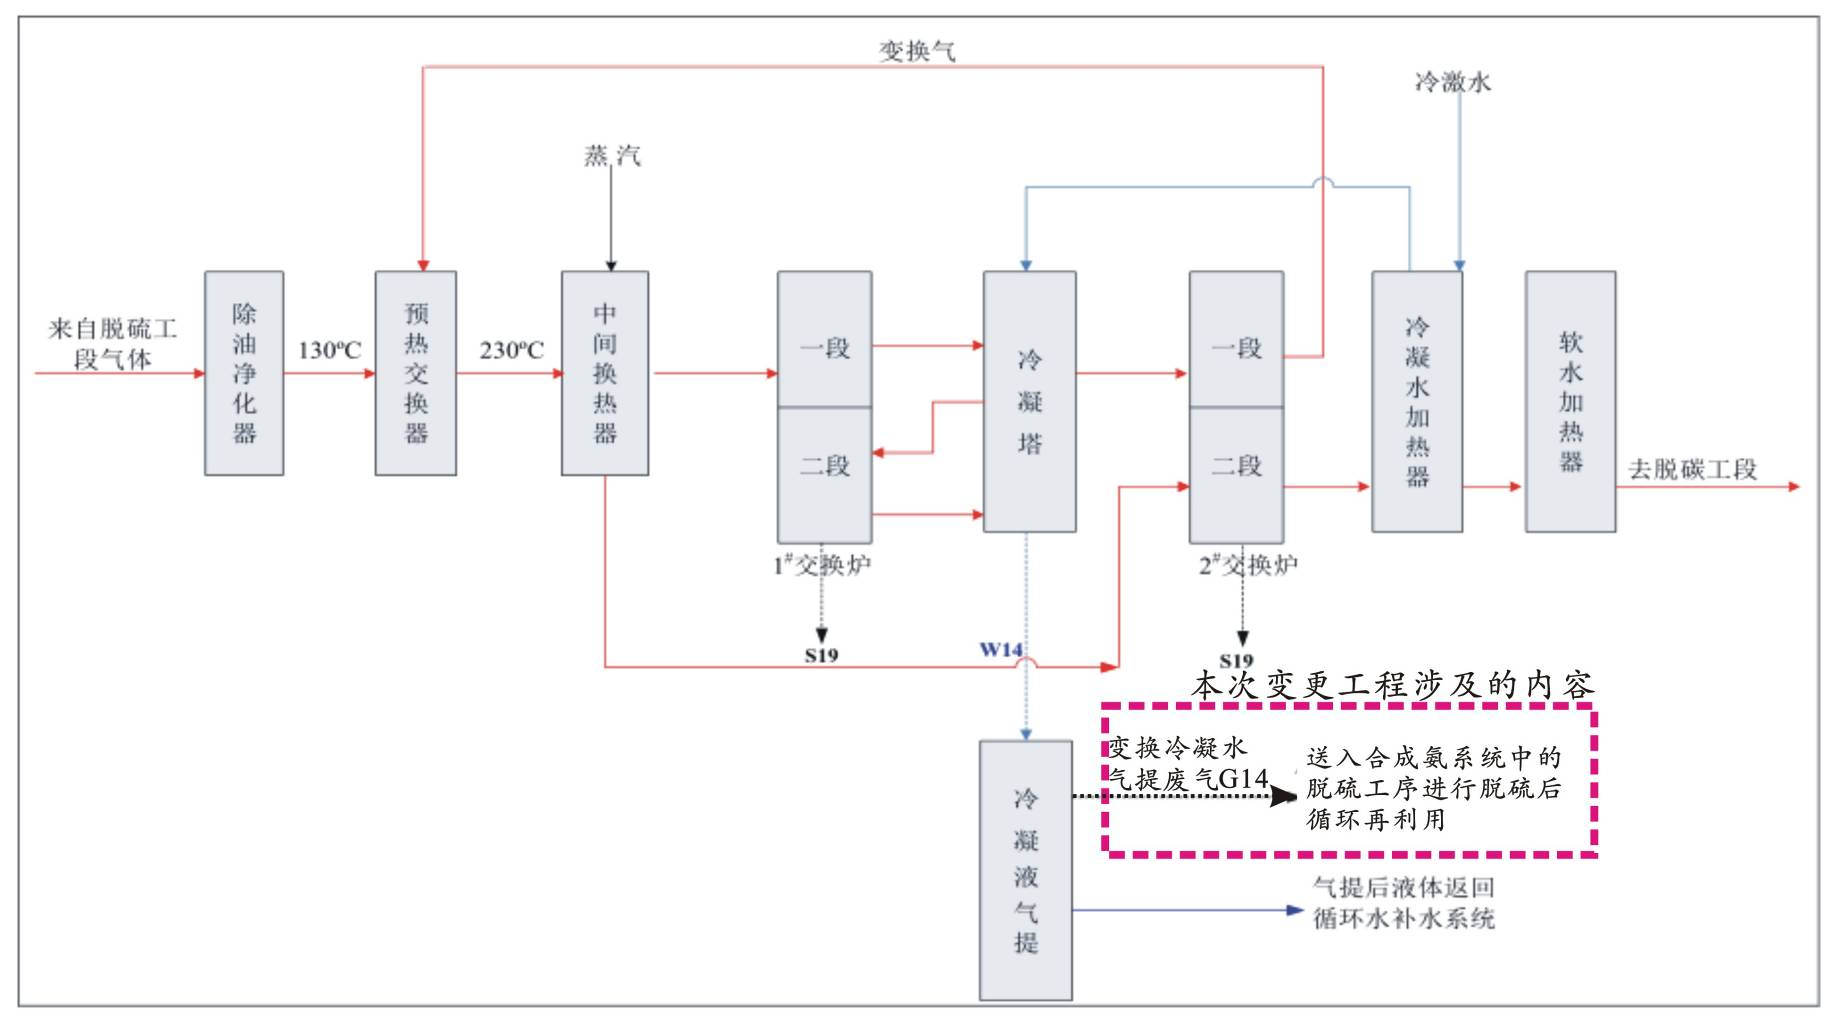 变换气
冷激水
蒸汽
来自脱硫工
段气体
除油净化器
130ºC
预热交换器
230ºC
中间换热器
一段
二段
1#交换炉
S19
冷凝塔
W14
一段
二段
2#交换炉
S19
冷凝水加热器
软水加热器
去脱碳工段
本次变更工程涉及的内容
变换冷凝水
气提废气G14
送入合成氨系统中的
脱硫工序进行脱硫后
循环再利用
冷凝液气提
气提后液体返回
循环水补水系统